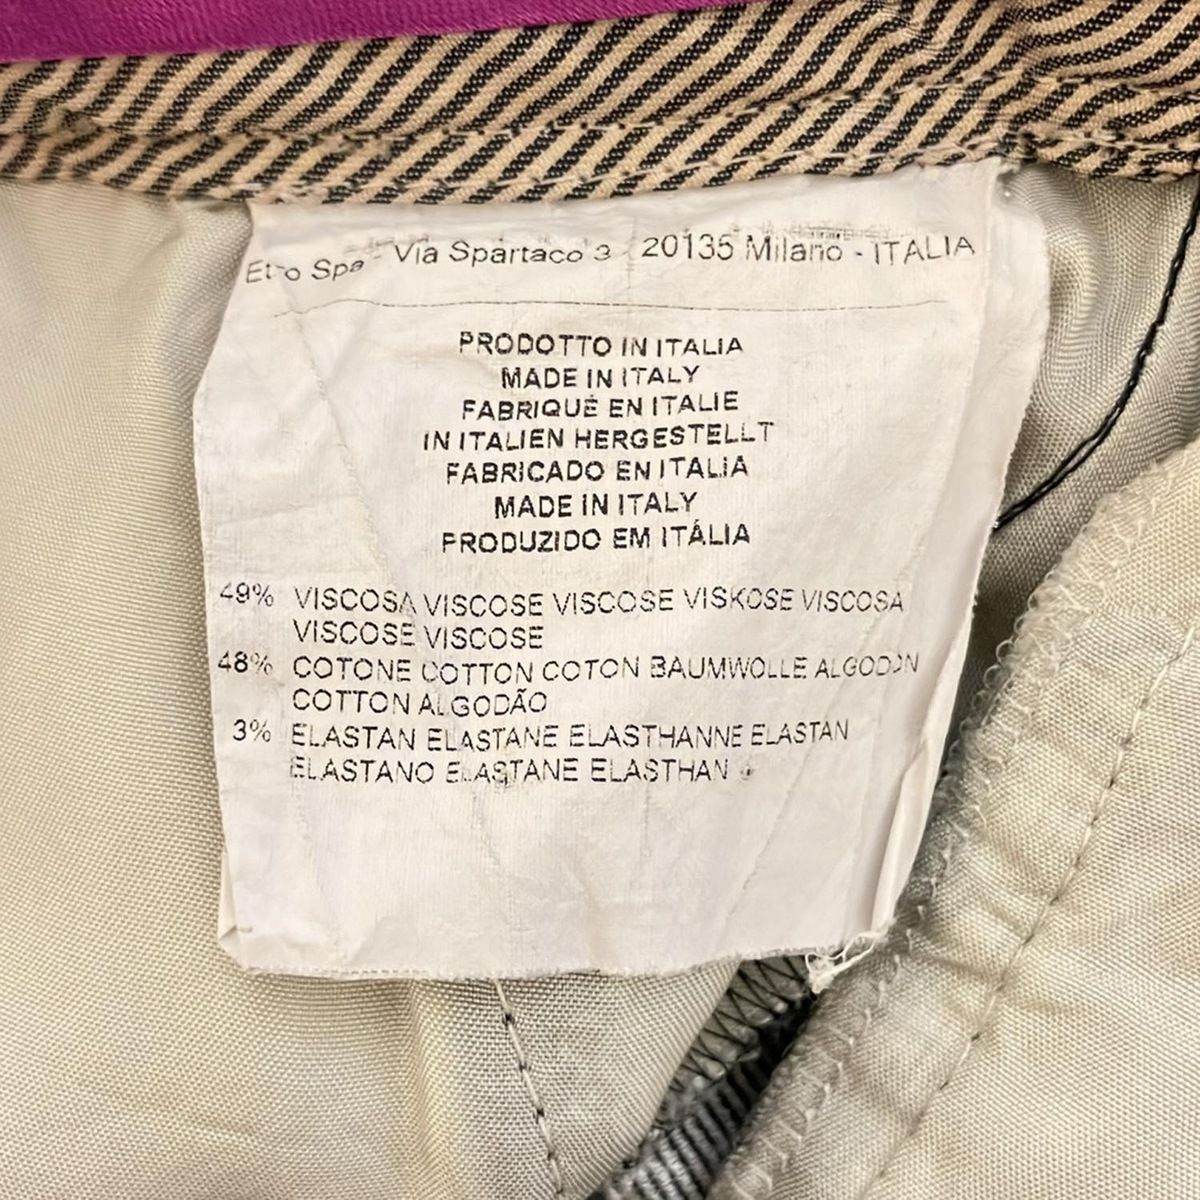 Etro Spa - Via Spartaco 3 - 20135 Milano - ITALIA
PRODOTTO IN ITALIA
MADE IN ITALY
FABRIQUÉ EN ITALIE
IN ITALIEN HERGESTELLT
FABRICADO EN ITALIA
MADE IN ITALY
PRODUZIDO EM ITÁLIA
49% VISCOSA VISCOSE VISCOSE VISKOSE VISCOSA
VISCOSE VISCOSE
48% COTONE COTTON COTON BAUMWOLLE ALGODON
COTTON ALGODÃO
3% ELASTAN ELASTANE ELASTHANNE ELASTAN
ELASTANO ELASTANE ELASTHAN